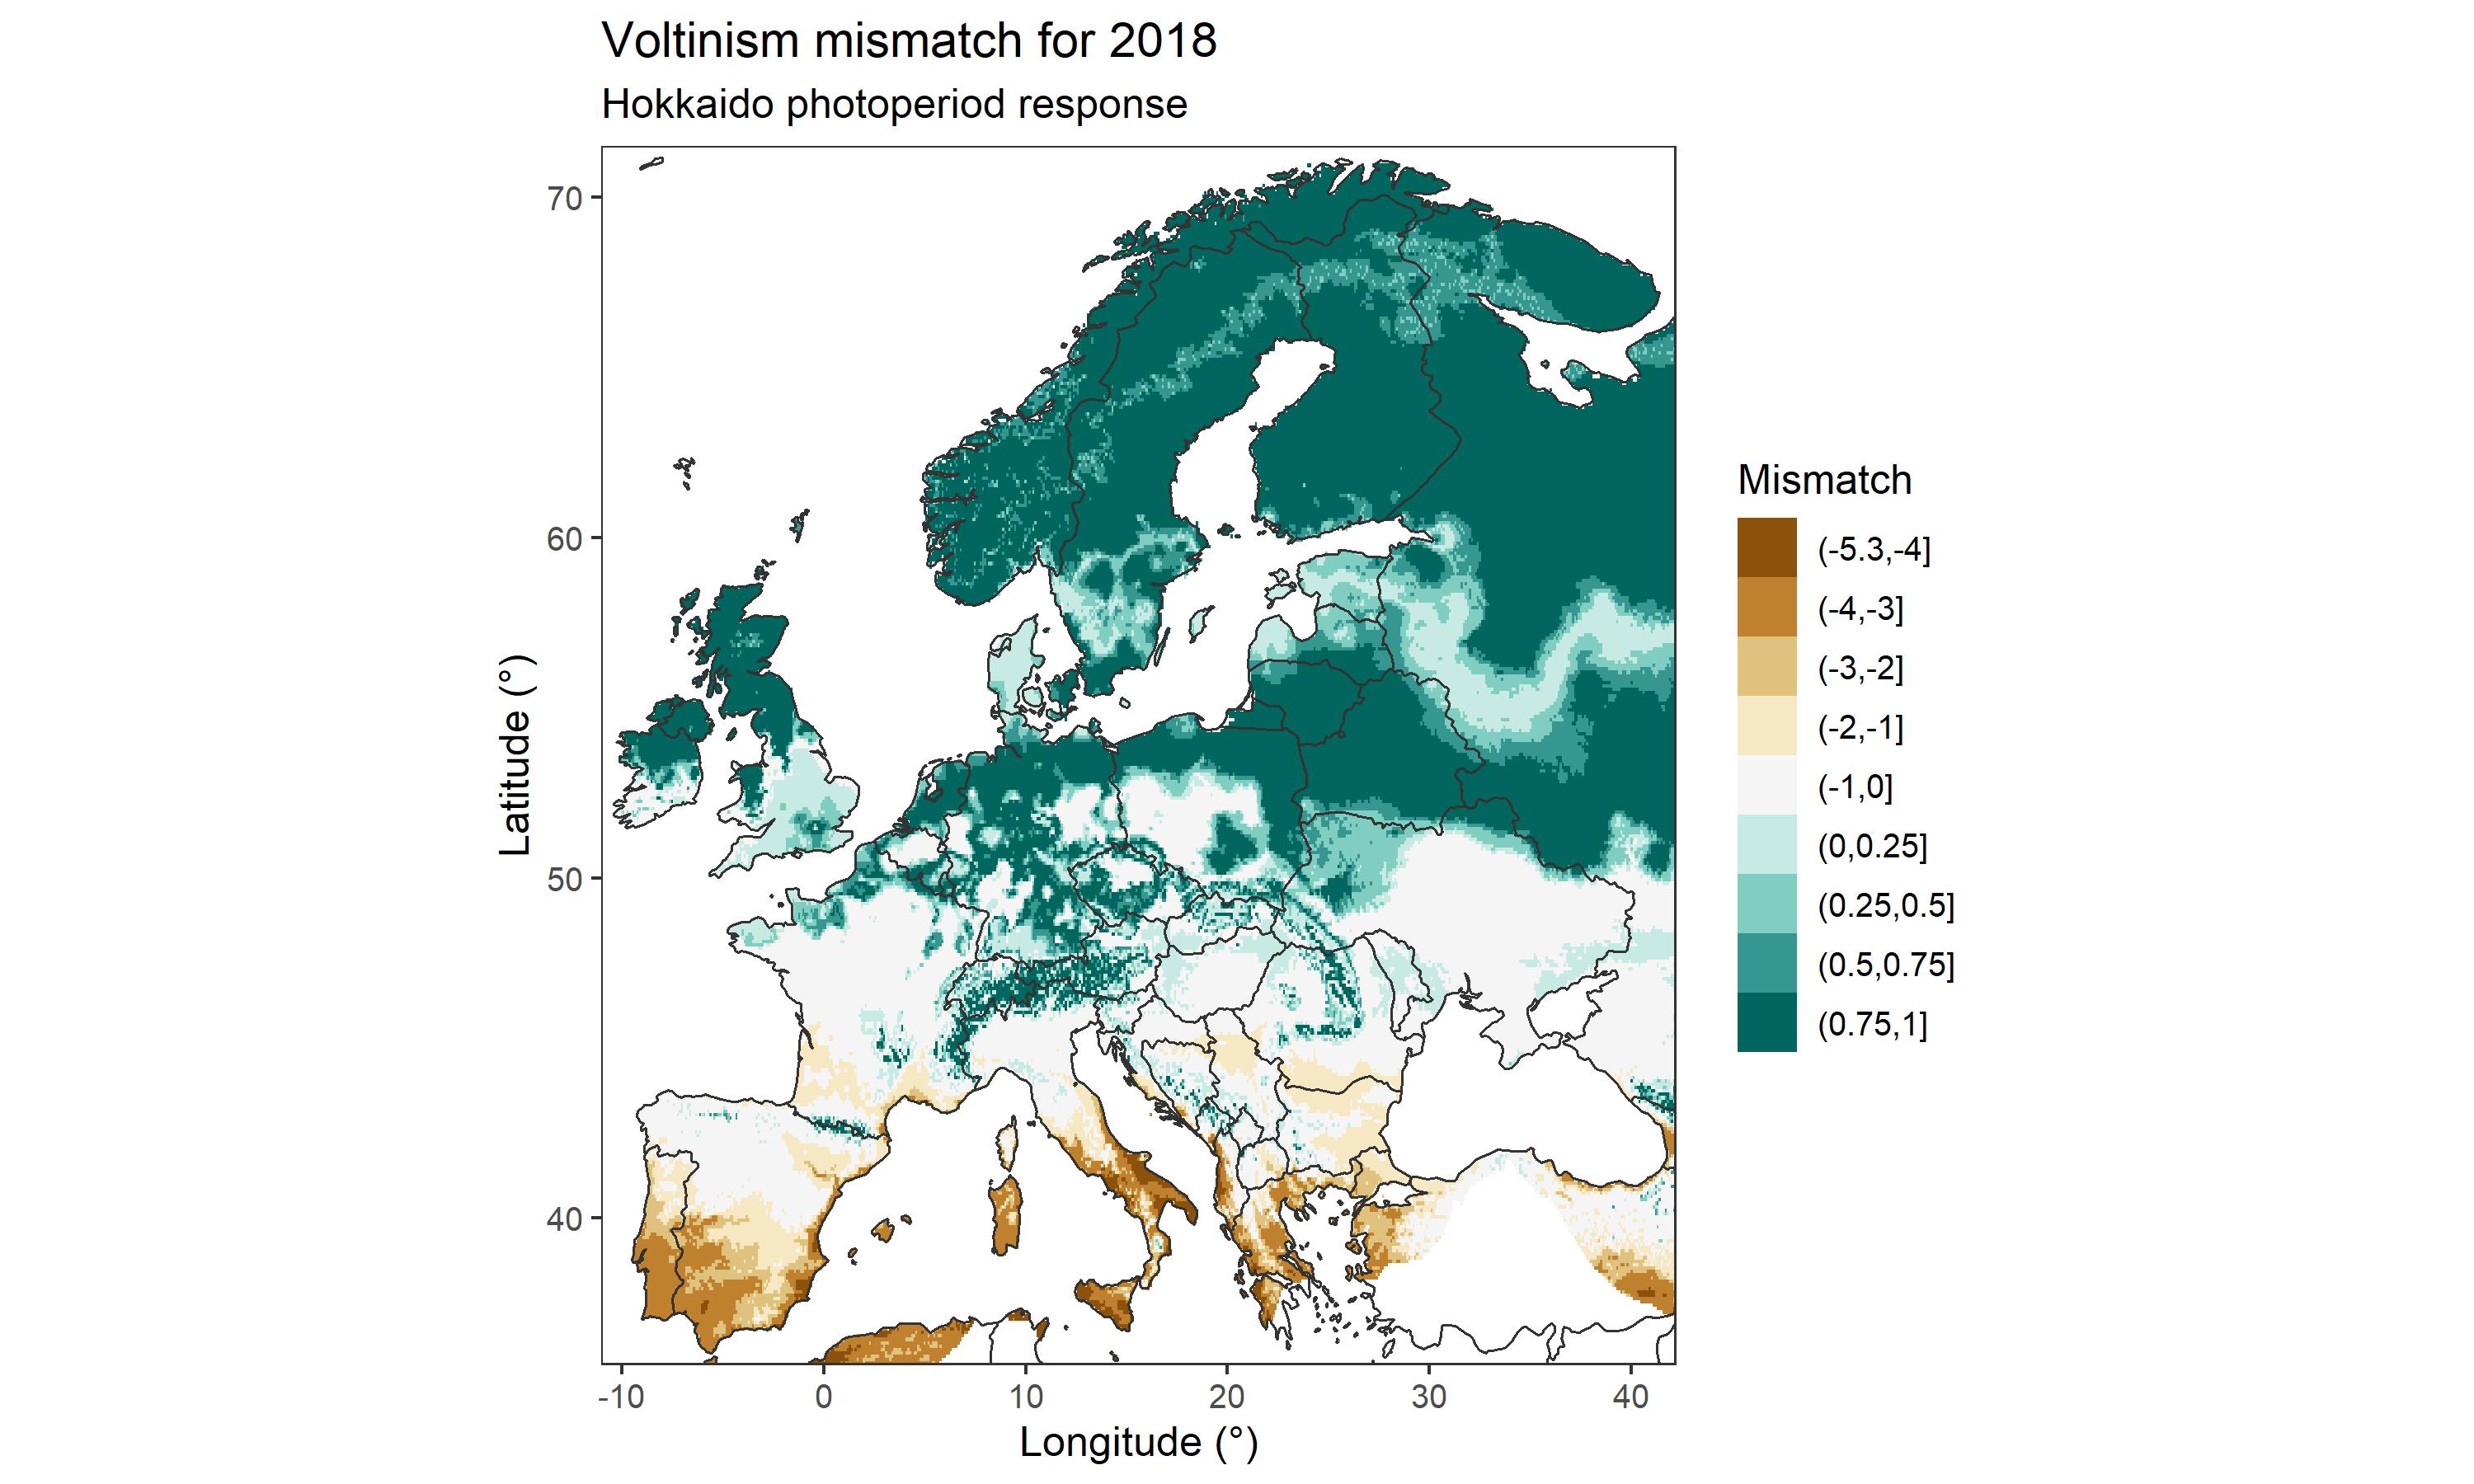 Voltinism mismatch for 2018
Hokkaido photoperiod response
70
60
50
40
Latitude (°)
-10 0 10 20 30 40
Longitude (°)
Mismatch
(-5.3,-4]
(-4,-3]
(-3,-2]
(-2,-1]
(-1,0]
(0,0.25]
(0.25,0.5]
(0.5,0.75]
(0.75,1]